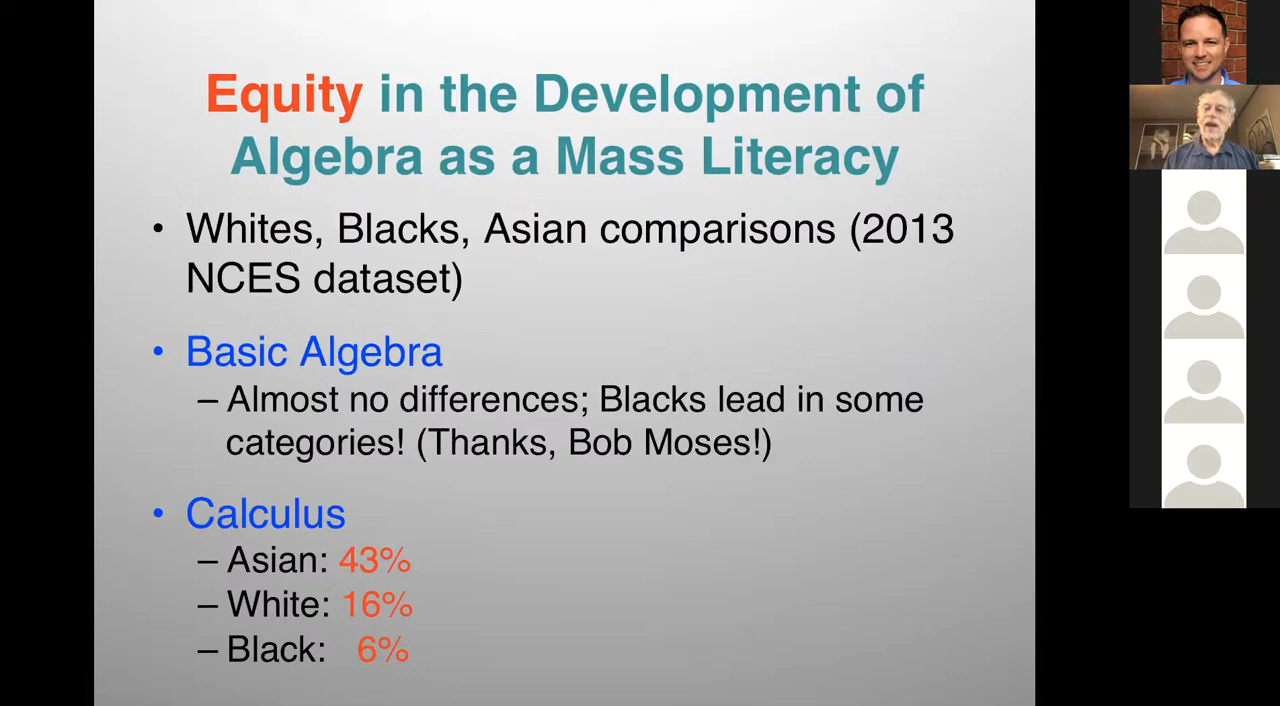 Equity in the Development of
Algebra as a Mass Literacy
• Whites, Blacks, Asian comparisons (2013
NCES dataset)
• Basic Algebra
– Almost no differences; Blacks lead in some
categories! (Thanks, Bob Moses!)
• Calculus
– Asian: 43%
– White: 16%
– Black: 6%